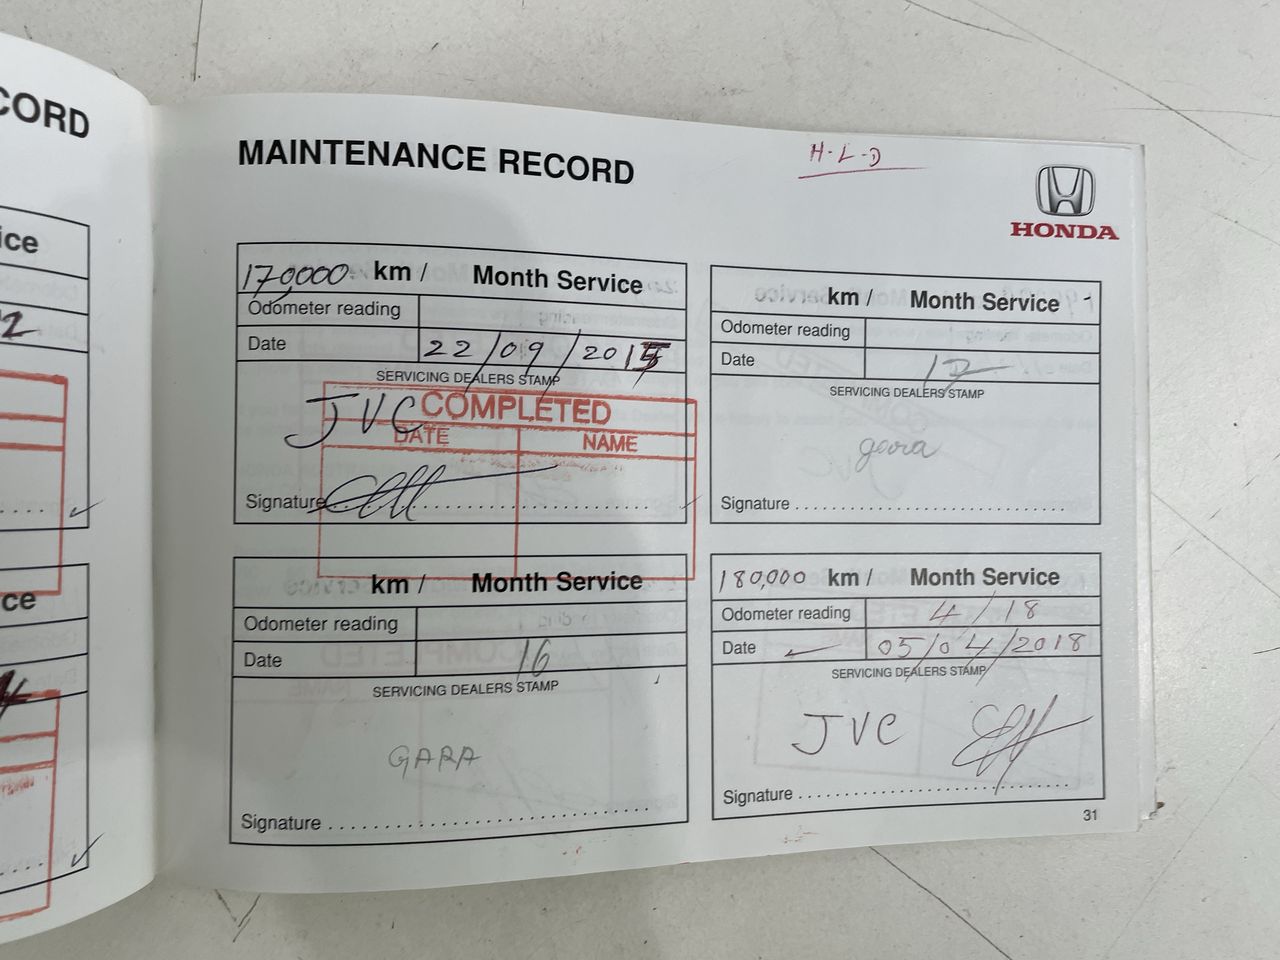 CORD
ice
ce
MAINTENANCE RECORD
H-L-D
HONDA
170000 km / Month Service
Odometer reading
Date 22/09/2015
SERVICING DEALERS STAMP
JVC
COMPLETED
DATE NAME
Signature
km / Month Service
Odometer reading
Date 17
SERVICING DEALERS STAMP
Signature
km / Month Service
Odometer reading
Date 16
SERVICING DEALERS STAMP
GARA
Signature
180,000 km / Month Service
Odometer reading 4/18
Date 05/04/2018
SERVICING DEALERS STAMP
JVC
Signature
31